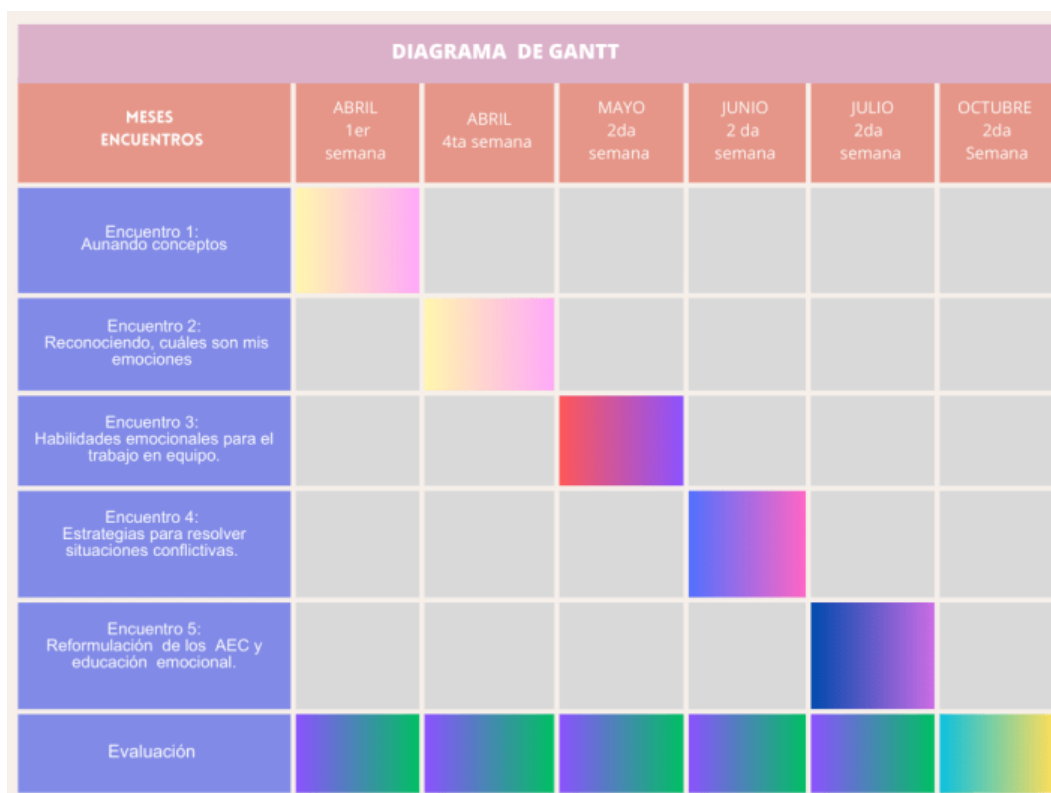 DIAGRAMA DE GANTT
MESES
ENCUENTROS
ABRIL
1er
semana
ABRIL
4ta semana
MAYO
2da
semana
JUNIO
2 da
semana
JULIO
2da
semana
OCTUBRE
2da
Semana
Encuentro 1:
Aunando conceptos
Encuentro 2:
Reconociendo, cuáles son mis
emociones
Encuentro 3:
Habilidades emocionales para el
trabajo en equipo.
Encuentro 4:
Estrategias para resolver
situaciones conflictivas.
Encuentro 5:
Reformulación de los AEC y
educación emocional.
Evaluación